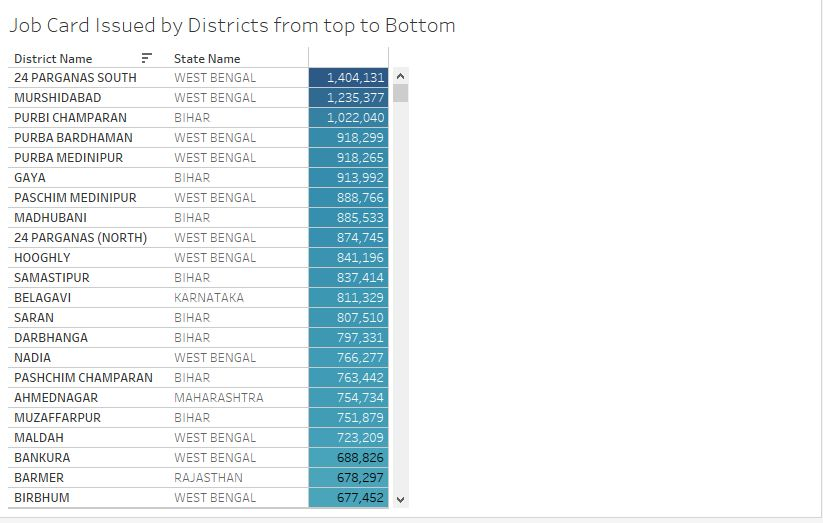 Job Card Issued by Districts from top to Bottom
District Name State Name
24 PARGANAS SOUTH WEST BENGAL 1,404,131
MURSHIDABAD WEST BENGAL 1,235,377
PURBI CHAMPARAN BIHAR 1,022,040
PURBA BARDHAMAN WEST BENGAL 918,299
PURBA MEDINIPUR WEST BENGAL 918,265
GAYA BIHAR 913,992
PASCHIM MEDINIPUR WEST BENGAL 888,766
MADHUBANI BIHAR 885,533
24 PARGANAS (NORTH) WEST BENGAL 874,745
HOOGHLY WEST BENGAL 841,196
SAMASTIPUR BIHAR 837,414
BELAGAVI KARNATAKA 811,329
SARAN BIHAR 807,510
DARBHANGA BIHAR 797,331
NADIA WEST BENGAL 766,277
PASHCHIM CHAMPARAN BIHAR 763,442
AHMEDNAGAR MAHARASHTRA 754,734
MUZAFFARPUR BIHAR 751,879
MALDAH WEST BENGAL 723,209
BANKURA WEST BENGAL 688,826
BARMER RAJASTHAN 678,297
BIRBHUM WEST BENGAL 677,452